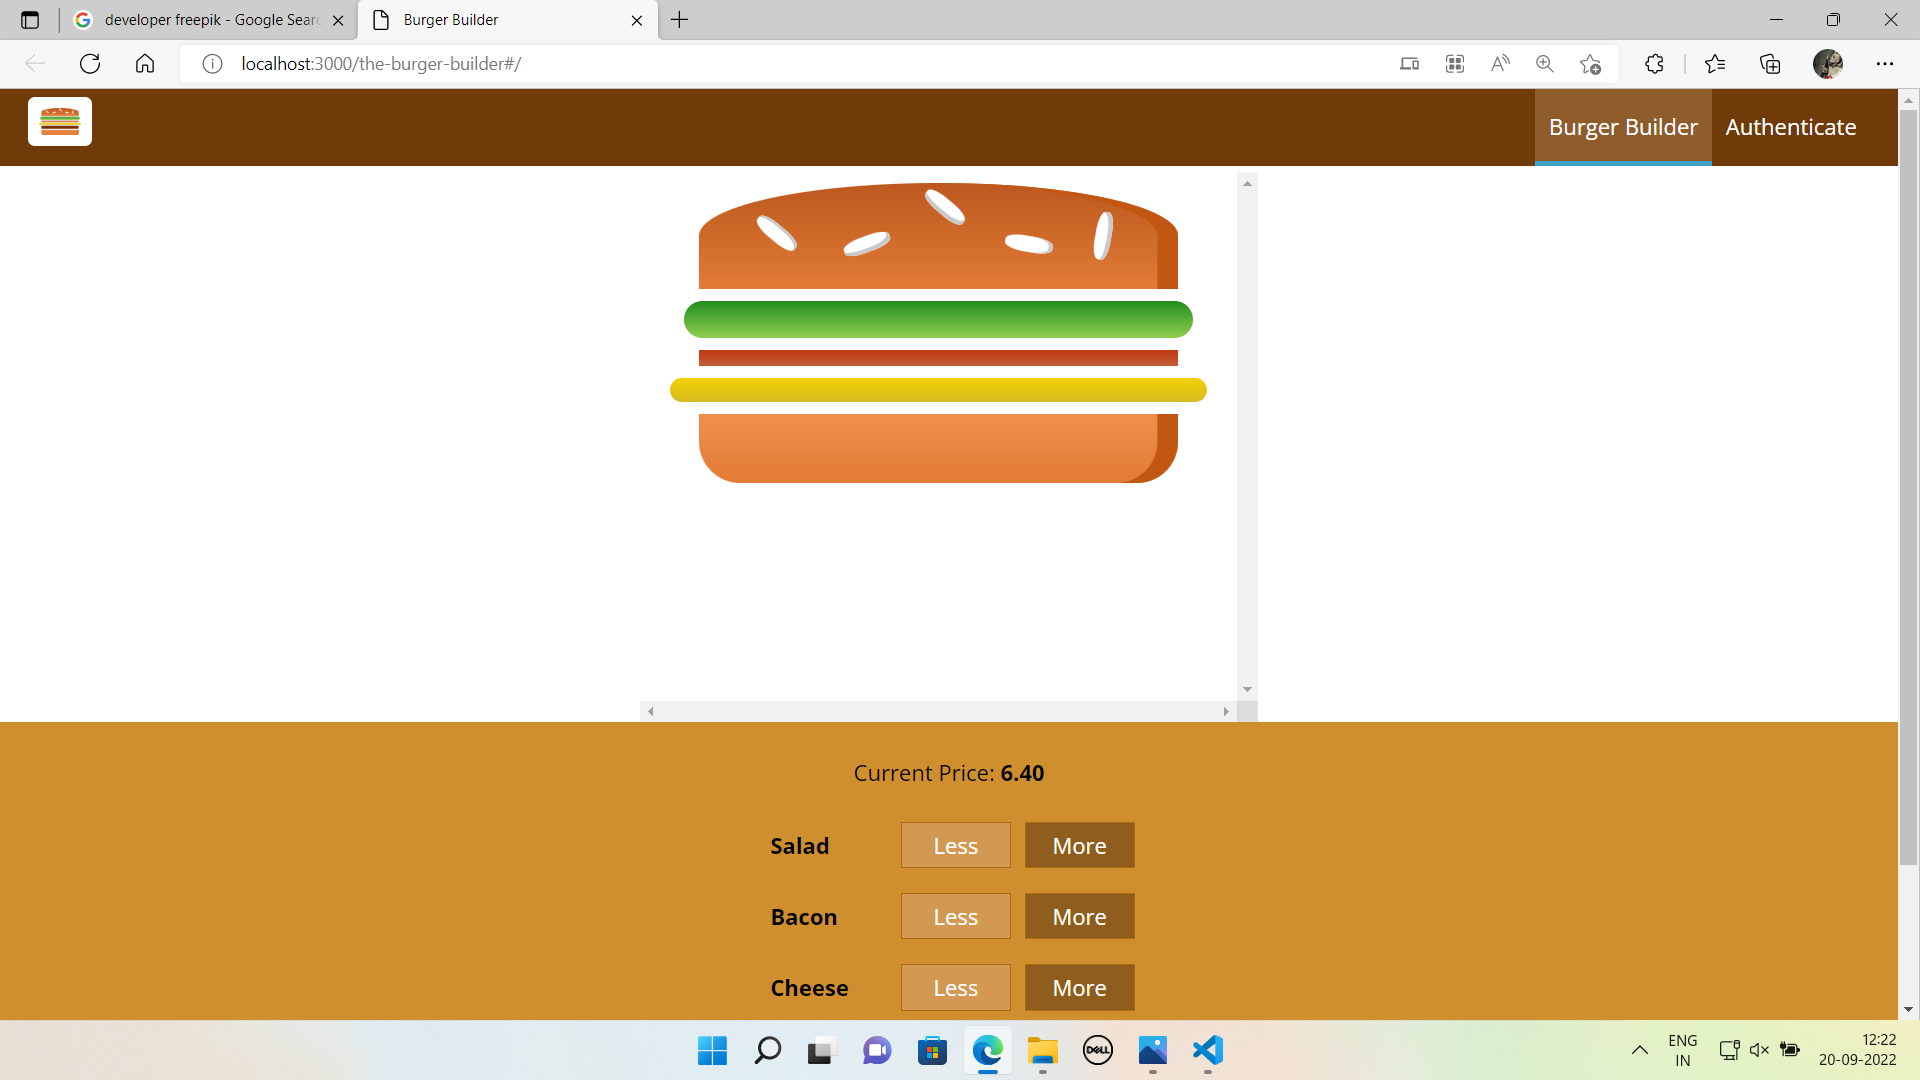 developer freepik - Google Searc
Burger Builder
localhost:3000/the-burger-builder#/
Burger Builder
Authenticate
Current Price: 6.40
Salad Less More
Bacon Less More
Cheese Less More
DELL
ENG
IN
12:22
20-09-2022